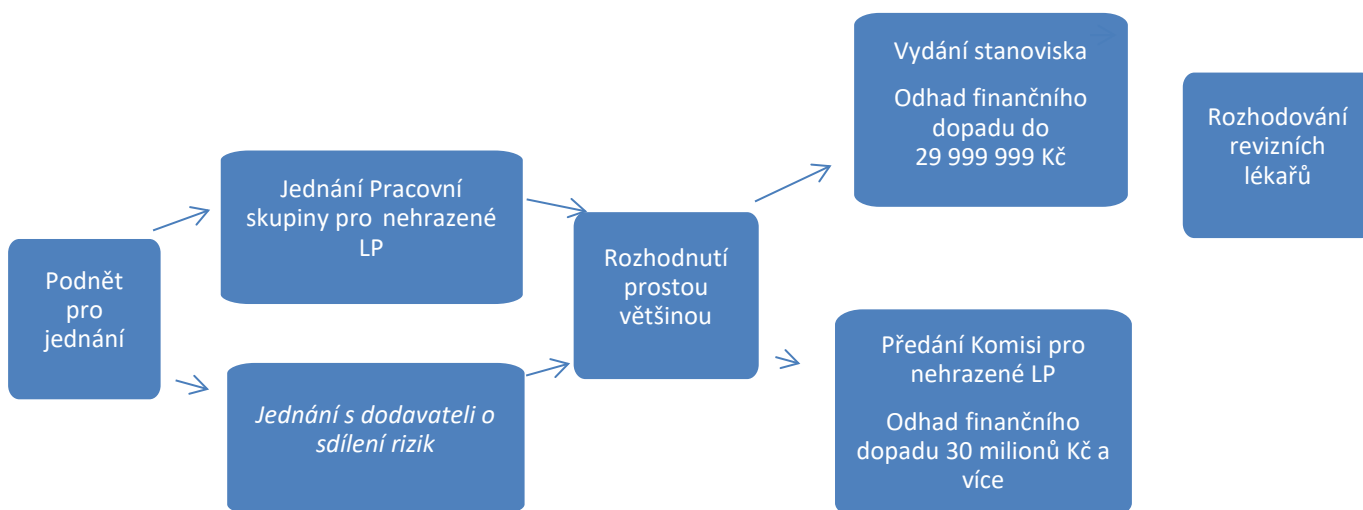 Podnět
pro
jednání
Jednání Pracovní
skupiny pro nehrazené
LP
Jednání s dodavateli o
sdílení rizik
Rozhodnutí
prostou
většinou
Vydání stanoviska
Odhad finančního
dopadu do
29 999 999 Kč
Předání Komisi pro
nehrazené LP
Odhad finančního
dopadu 30 milionů Kč a
více
Rozhodování
revizních
lékařů